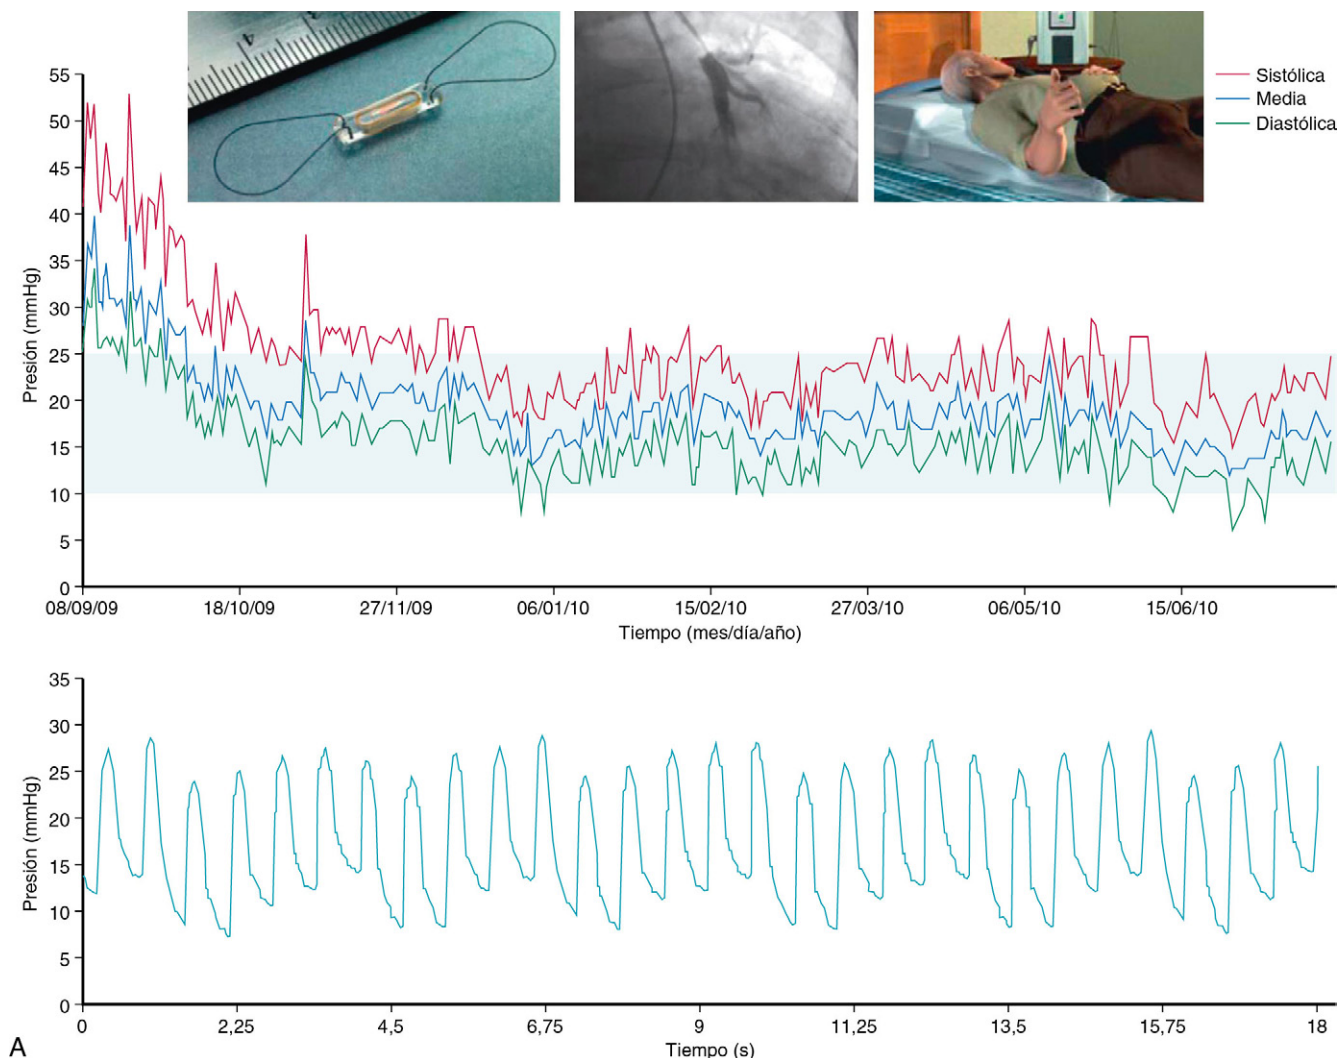 4
Sistólica
Media
Diastólica
Presión (mmHg)
55
50
45
40
35
30
25
20
15
10
5
0
08/09/09 18/10/09 27/11/09 06/01/10 15/02/10 27/03/10 06/05/10 15/06/10
Tiempo (mes/día/año)
Presión (mmHg)
35
30
25
20
15
10
5
0
0 2,25 4,5 6,75 9 11,25 13,5 15,75 18
Tiempo (s)
A